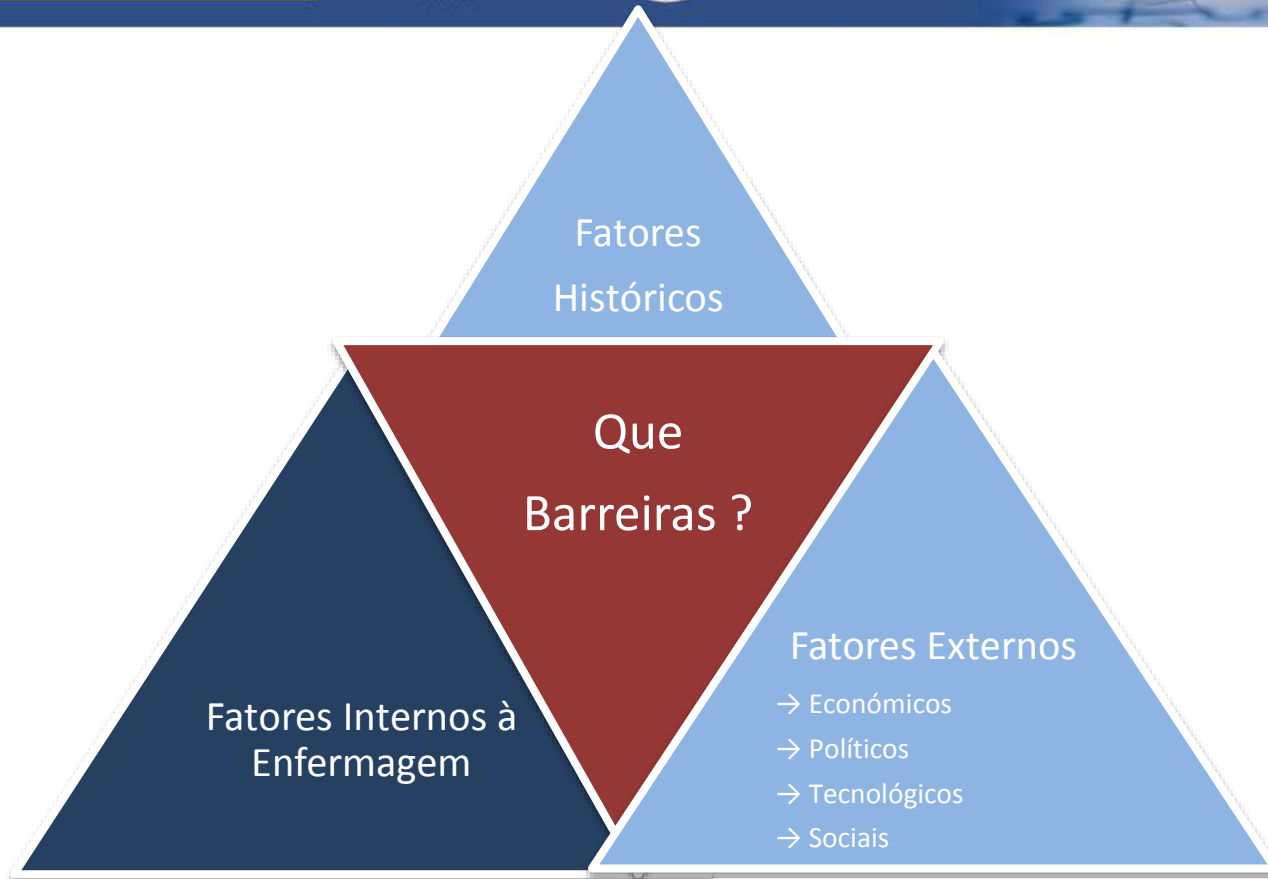 Fatores
Históricos
Que
Barreiras ?
Fatores Internos à
Enfermagem
Fatores Externos
→ Económicos
→ Políticos
→ Tecnológicos
→ Sociais